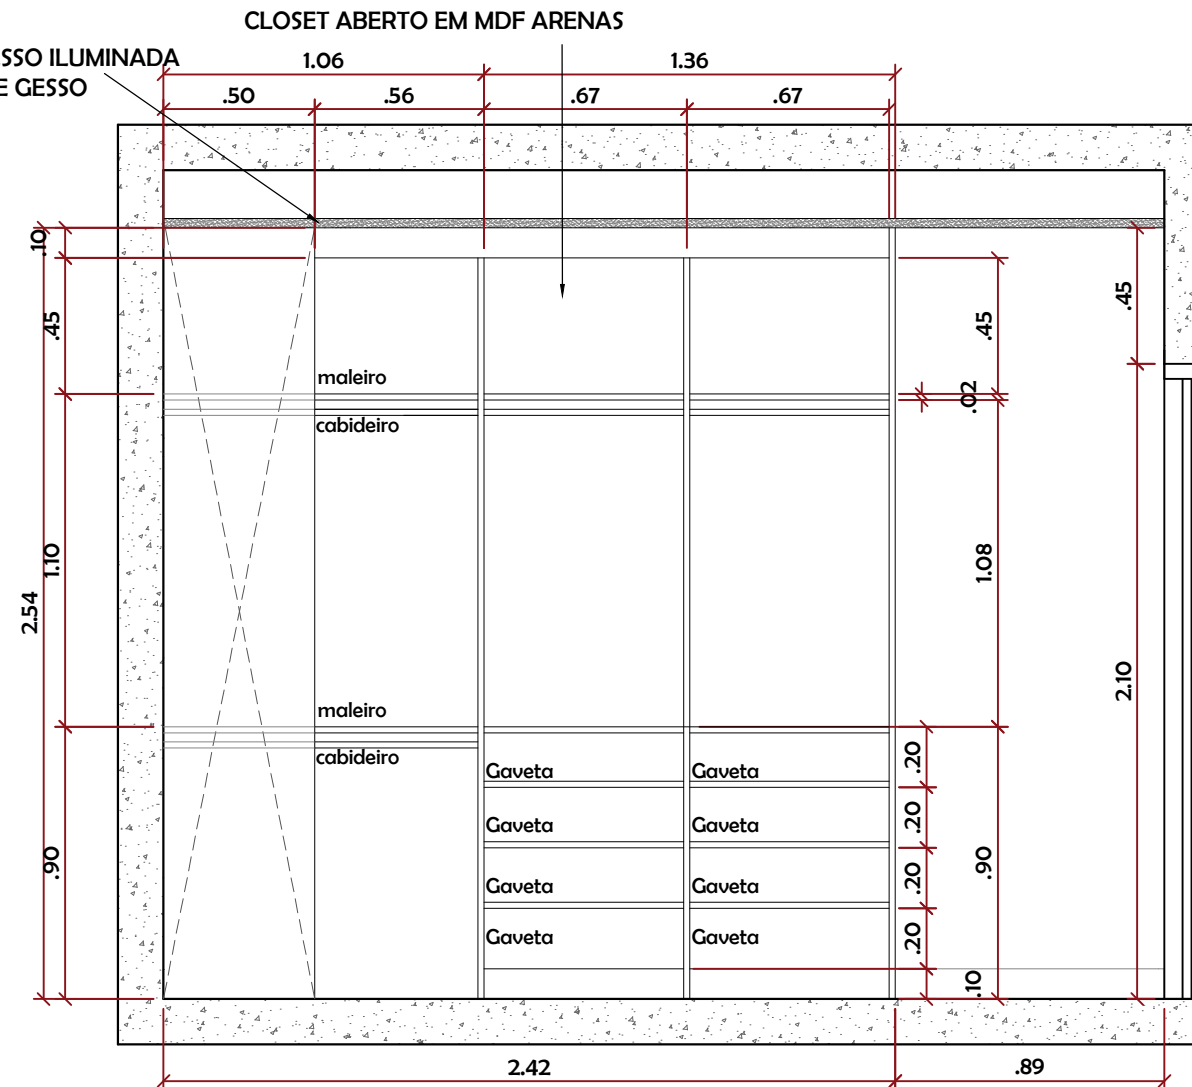 CLOSET ABERTO EM MDF ARENAS
SSO ILUMINADA
E GESSO
1.06
1.36
.50
.56
.67
.67
.10
.45
.45
.45
maleiro
.02
cabideiro
1.10
1.08
2.54
2.10
maleiro
cabideiro
.20
Gaveta
Gaveta
.20
Gaveta
Gaveta
.90
.90
.20
Gaveta
Gaveta
.20
Gaveta
Gaveta
.10
2.42
.89